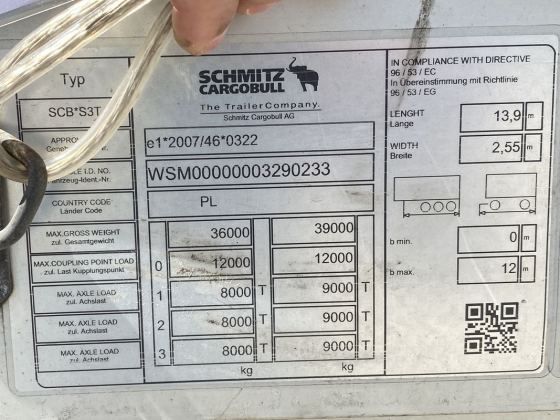 Typ
SCB*S3T
SCHMITZ
CARGOBULL
The TrailerCompany.
Schmitz Cargobull AG
IN COMPLIANCE WITH DIRECTIVE
96 / 53 / EC
In Übereinstimmung mit Richtlinie
96 / 53 / EG
LENGHT
Länge
13,9 m
WIDTH
Breite
2,55 m
e1*2007/46*0322
I.D. NO.
WSM00000003290233
COUNTRY CODE
Länder Code
PL
MAX.GROSS WEIGHT
zul. Gesamtgewicht
36000 39000
MAX.COUPLING POINT LOAD
zul. Last Kupplungspunkt
0 12000 12000
MAX. AXLE LOAD
zul. Achslast
1 8000 T 9000 T
MAX. AXLE LOAD
zul. Achslast
2 8000 T 9000 T
MAX. AXLE LOAD
zul. Achslast
3 8000 T 9000 T
kg kg
b min.
0 m
b max.
12 m